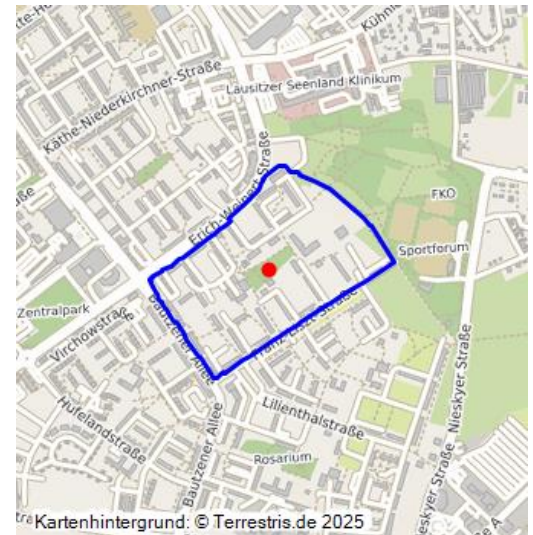 Kühn
Lausitzer Seenland Klinikum
Käthe-Niederkirchner-Straße
Erich-Weinert-Straße
FKO
Sportforum
Zentralpark
Virchowstraße
Bautzener Allee
Franz-Liszt-Straße
Nieskyer Straße
Hufelandstraße
Lilienthalstraße
Bautzener Allee
Rosarium
Nieskyer Straße
Kartenhintergrund: © Terrestris.de 2025